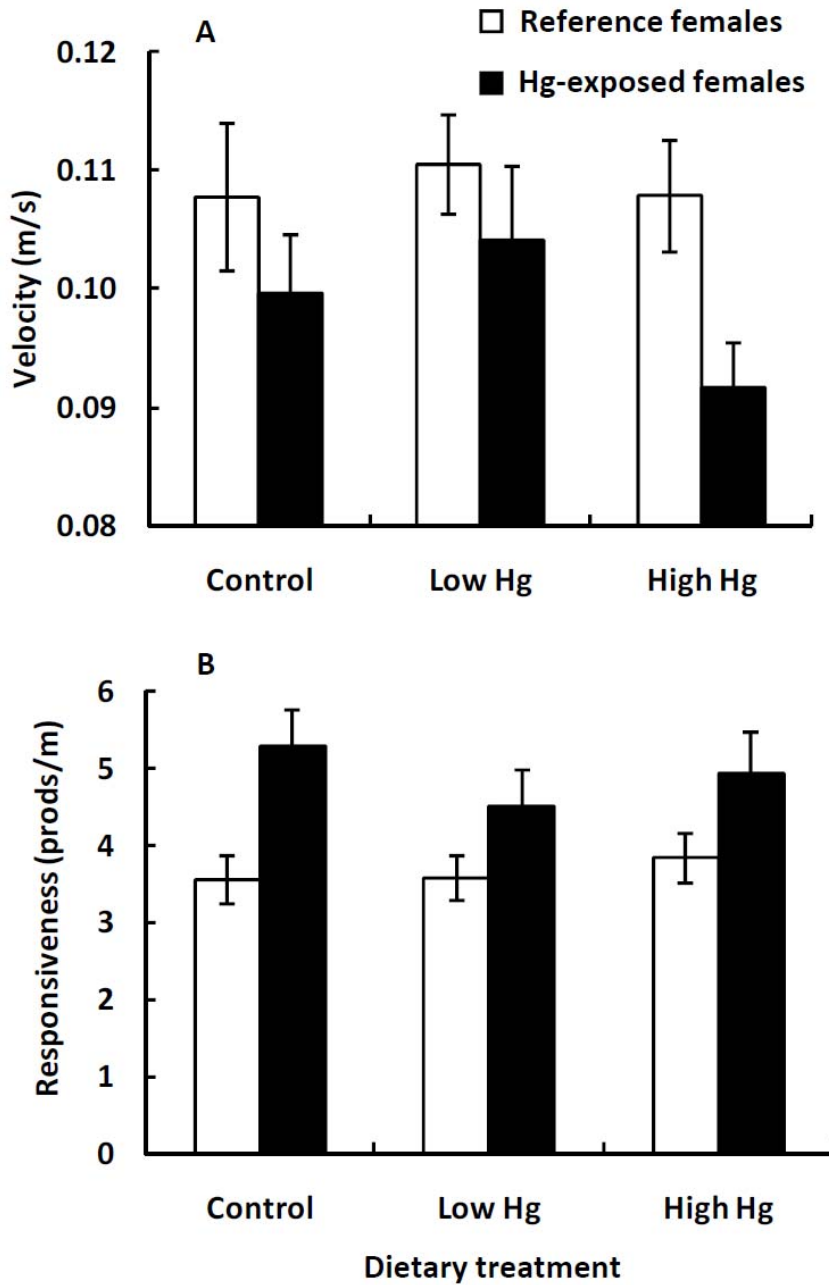 A
Reference females
Hg-exposed females
0.12
0.11
0.10
0.09
0.08
Velocity (m/s)
Control Low Hg High Hg
B
6
5
4
3
2
1
0
Responsiveness (prods/m)
Control Low Hg High Hg
Dietary treatment